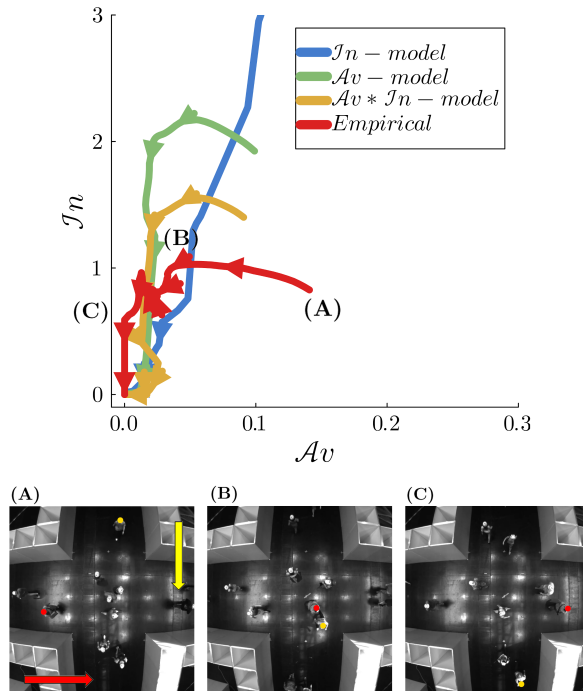 3
2
1
0
0.0 0.1 0.2 0.3
ℐn
𝒜v
ℐn − model
𝒜v − model
𝒜v ∗ ℐn − model
Empirical
(B)
(C)
(A)
(A) (B) (C)